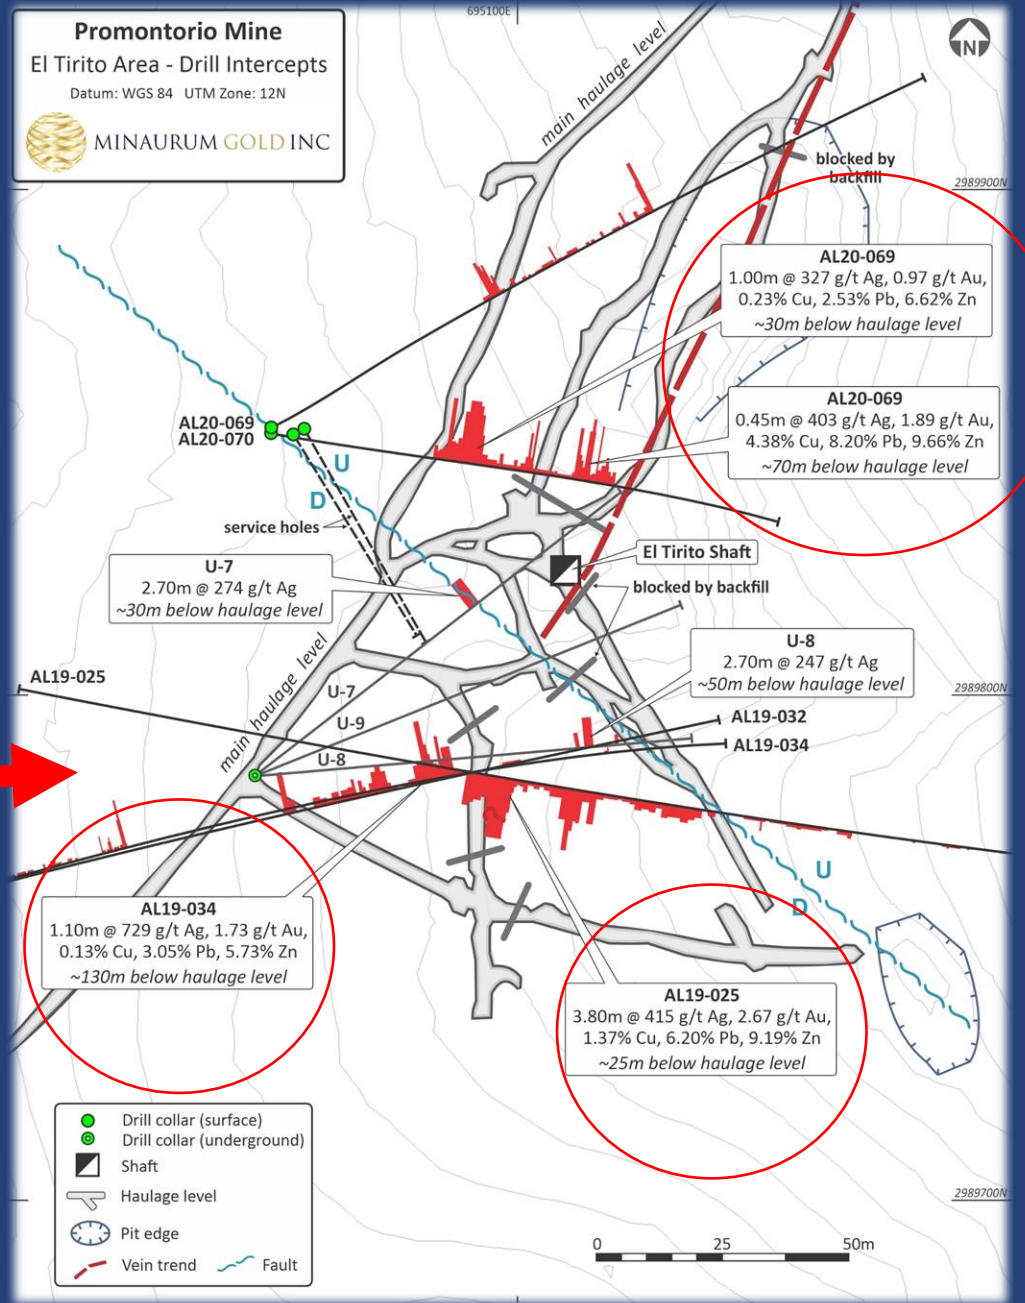 Promontorio Mine
El Tirito Area - Drill Intercepts
Datum: WGS 84 UTM Zone: 12N
MINAURUM GOLD INC
695100E
N
main haulage level
blocked by
backfill
2989900N
AL20-069
1.00m @ 327 g/t Ag, 0.97 g/t Au,
0.23% Cu, 2.53% Pb, 6.62% Zn
~30m below haulage level
AL20-069
0.45m @ 403 g/t Ag, 1.89 g/t Au,
4.38% Cu, 8.20% Pb, 9.66% Zn
~70m below haulage level
AL20-069
AL20-070
U
D
service holes
El Tirito Shaft
U-7
2.70m @ 274 g/t Ag
~30m below haulage level
blocked by backfill
U-8
2.70m @ 247 g/t Ag
~50m below haulage level
AL19-025
main haulage level
2989800N
U-7
U-9
U-8
AL19-032
AL19-034
U
D
AL19-034
1.10m @ 729 g/t Ag, 1.73 g/t Au,
0.13% Cu, 3.05% Pb, 5.73% Zn
~130m below haulage level
AL19-025
3.80m @ 415 g/t Ag, 2.67 g/t Au,
1.37% Cu, 6.20% Pb, 9.19% Zn
~25m below haulage level
Drill collar (surface)
Drill collar (underground)
Shaft
Haulage level
Pit edge
Vein trend
Fault
2989700N
0 25 50m